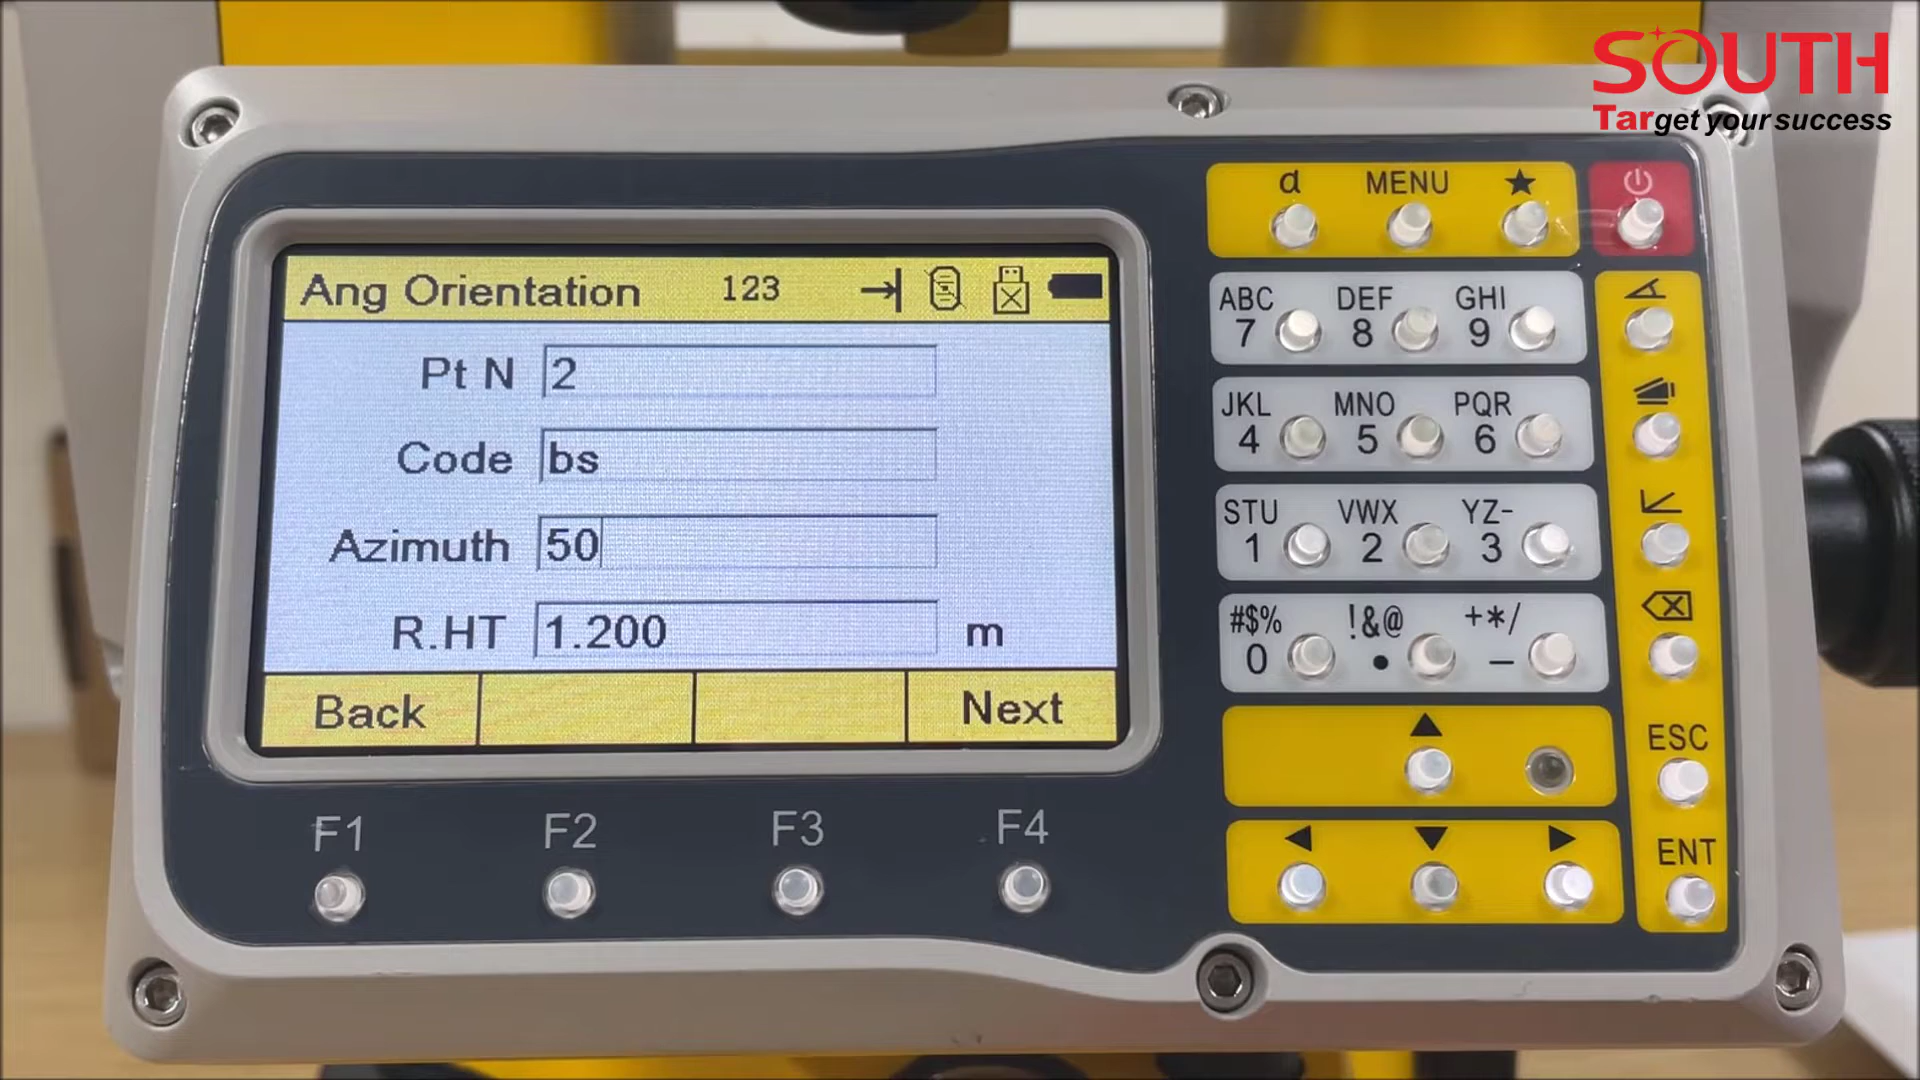 SOUTH
Target your success
Ang Orientation 123
Pt N 2
Code bs
Azimuth 50
R.HT 1.200 m
Back Next
F1 F2 F3 F4
α MENU
ABC DEF GHI
7 8 9
JKL MNO PQR
4 5 6
STU VWX YZ-
1 2 3
#$% !&@ +*/
0 • –
ESC
ENT